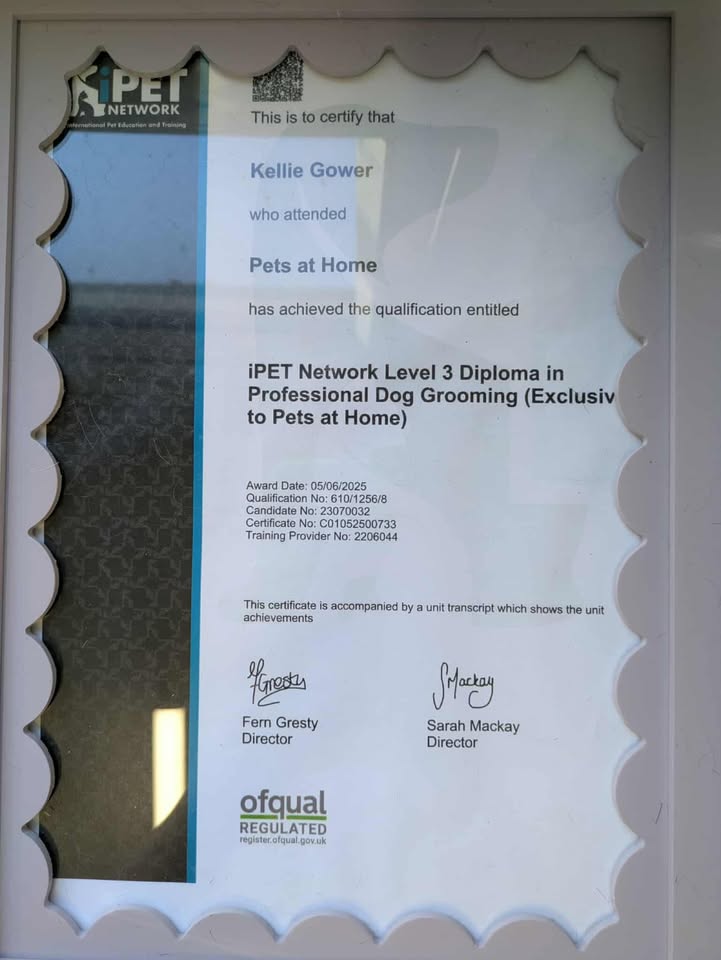 iPET
NETWORK
International Pet Education and Training
This is to certify that
Kellie Gower
who attended
Pets at Home
has achieved the qualification entitled
iPET Network Level 3 Diploma in
Professional Dog Grooming (Exclusiv
to Pets at Home)
Award Date: 05/06/2025
Qualification No: 610/1256/8
Candidate No: 23070032
Certificate No: C01052500733
Training Provider No: 2206044
This certificate is accompanied by a unit transcript which shows the unit
achievements
FGresty
SMackay
Fern Gresty
Director
Sarah Mackay
Director
ofqual
REGULATED
register.ofqual.gov.uk